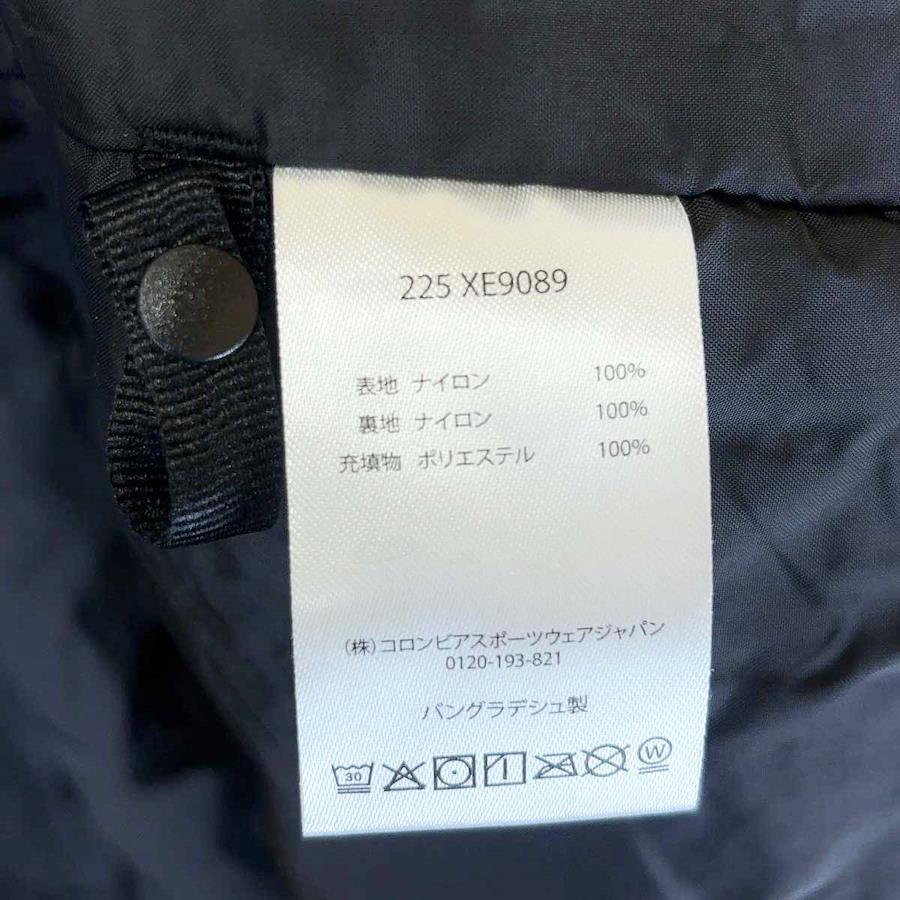 225 XE9089
表地 ナイロン 100%
裏地 ナイロン 100%
充填物 ポリエステル 100%
(株)コロンビアスポーツウェアジャパン
0120-193-821
バングラデシュ製
30
W